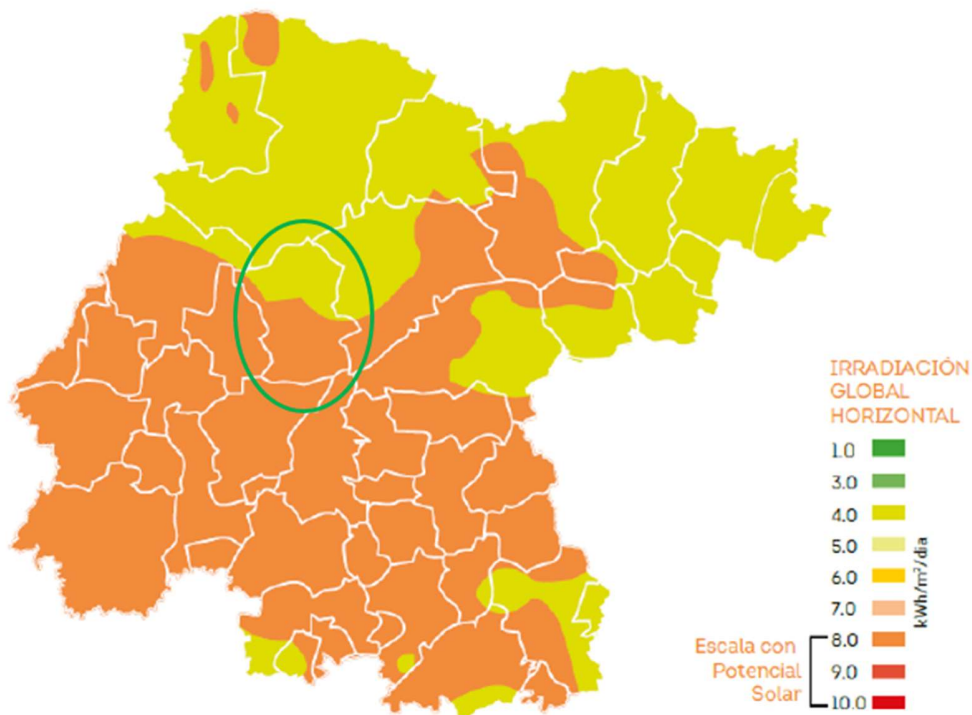 IRRADIACIÓN
GLOBAL
HORIZONTAL
1.0
3.0
4.0
5.0
6.0
7.0
8.0
9.0
10.0
kWh/m²/dia
Escala con
Potencial
Solar